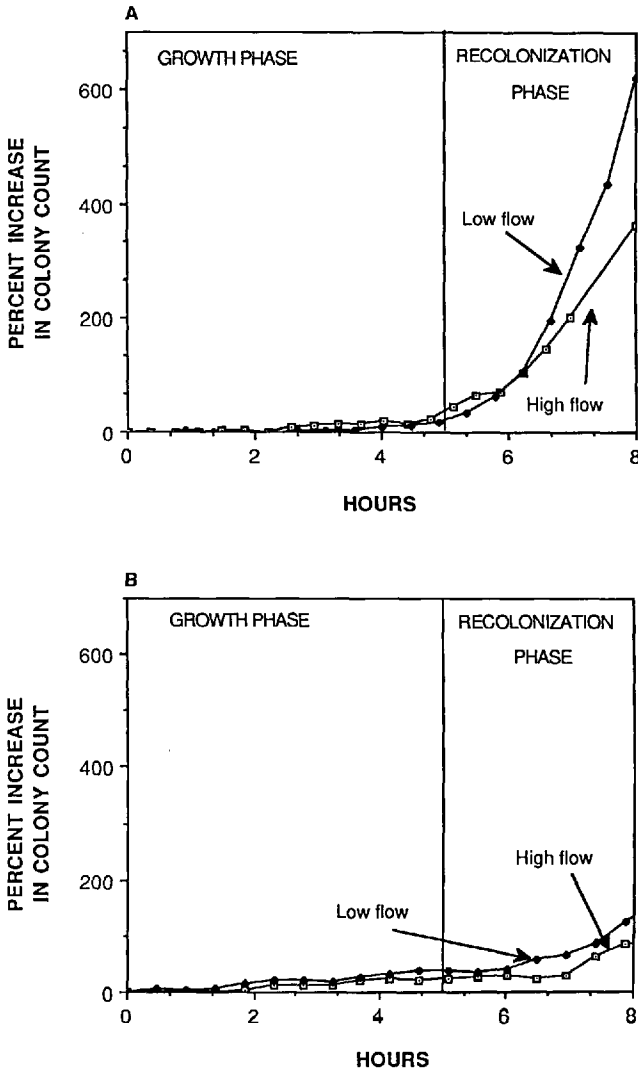 A
GROWTH PHASE
RECOLONIZATION
PHASE
600
400
200
0
PERCENT INCREASE
IN COLONY COUNT
Low flow
High flow
0 2 4 6 8
HOURS
B
GROWTH PHASE
RECOLONIZATION
PHASE
600
400
200
0
PERCENT INCREASE
IN COLONY COUNT
High flow
Low flow
0 2 4 6 8
HOURS